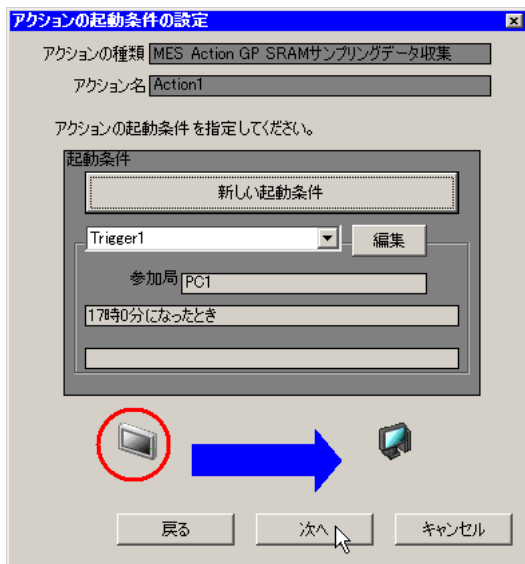 アクションの起動条件の設定
アクションの種類 MES Action GP SRAMサンプリングデータ収集
アクション名 Action1
アクションの起動条件を指定してください。
起動条件
新しい起動条件
Trigger1 編集
参加局 PC1
17時0分になったとき
戻る 次へ キャンセル